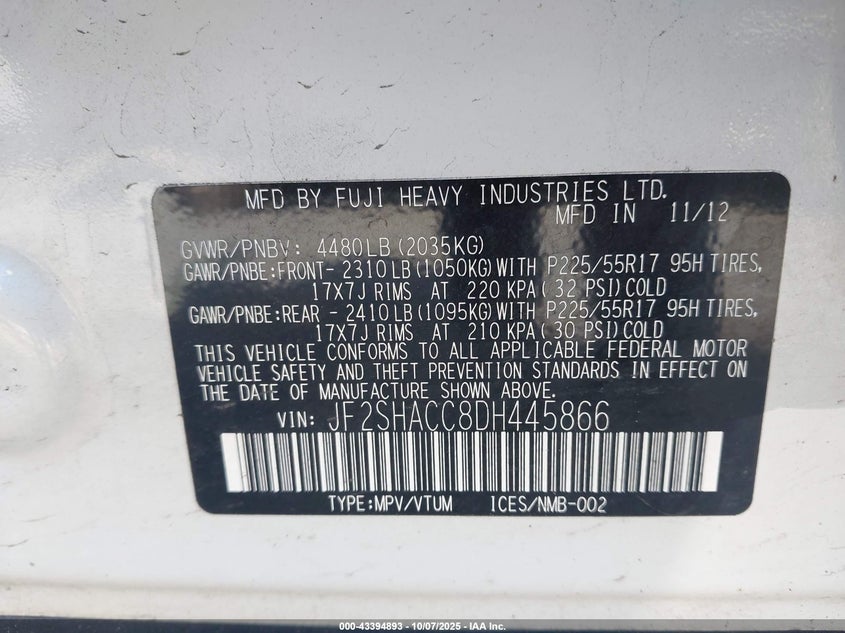 MFD BY FUJI HEAVY INDUSTRIES LTD.
MFD IN 11/12
GVWR/PNBV: 4480LB(2035KG)
GAWR/PNBE:FRONT- 2310LB(1050KG)WITH P225/55R17 95H TIRES,
17X7J RIMS AT 220 KPA(32 PSI)COLD
GAWR/PNBE:REAR - 2410LB(1095KG)WITH P225/55R17 95H TIRES,
17X7J RIMS AT 210 KPA(30 PSI)COLD
THIS VEHICLE CONFORMS TO ALL APPLICABLE FEDERAL MOTOR
VEHICLE SAFETY AND THEFT PREVENTION STANDARDS IN EFFECT ON
THE DATE OF MANUFACTURE SHOWN ABOVE.
VIN: JF2SHACC8DH445866
TYPE:MPV/VTUM ICES/NMB-002
000-43394893 - 10/07/2025 - IAA Inc.